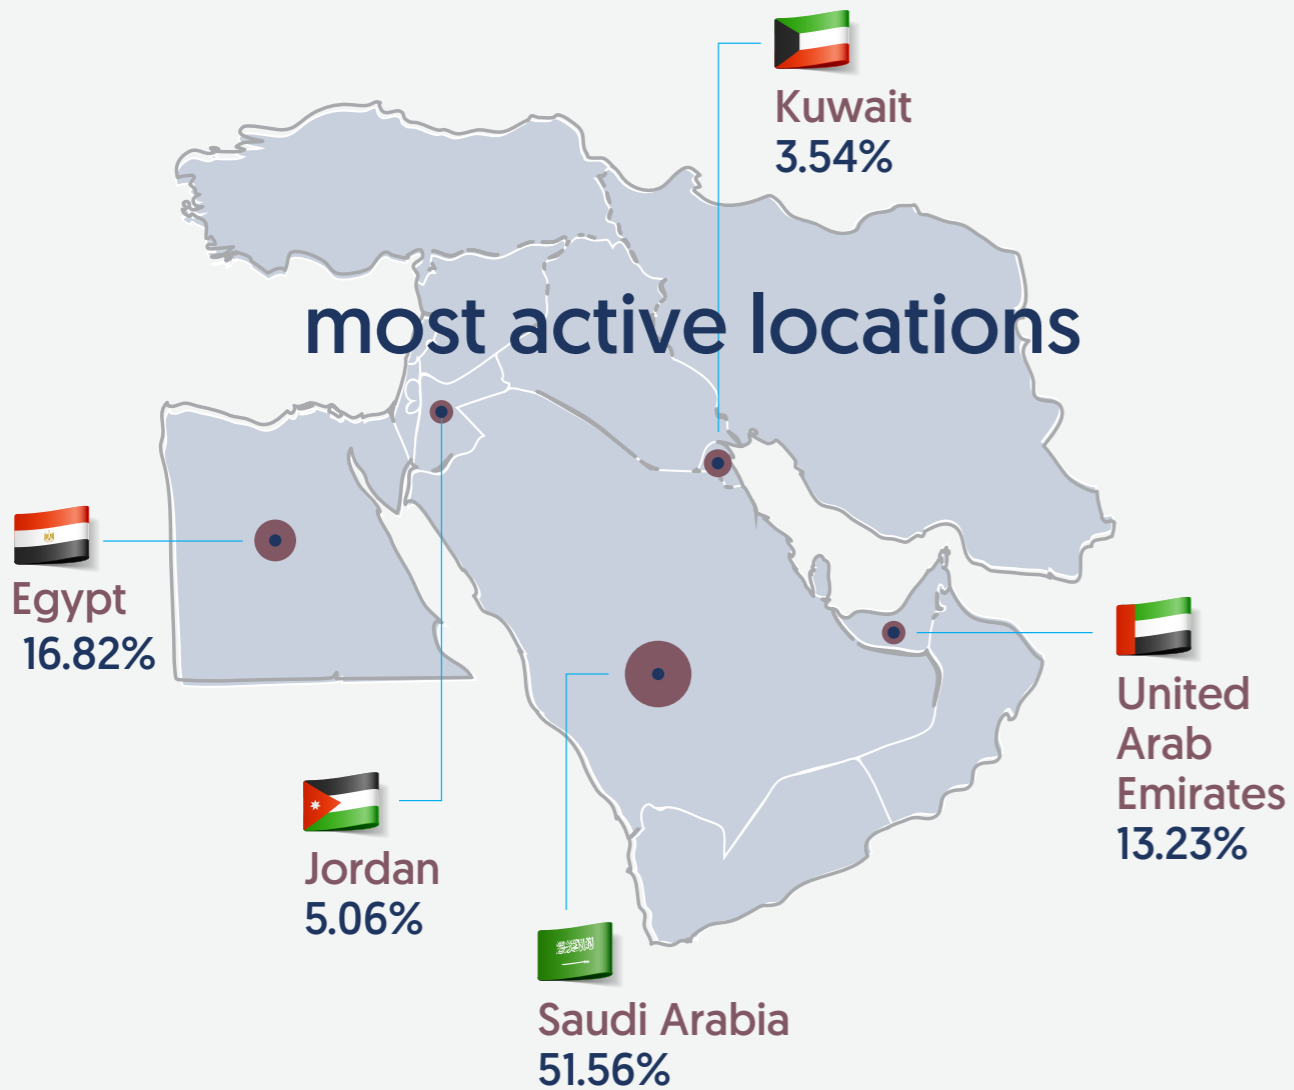 Kuwait
3.54%
most active locations
Egypt
16.82%
United
Arab
Emirates
13.23%
Jordan
5.06%
Saudi Arabia
51.56%